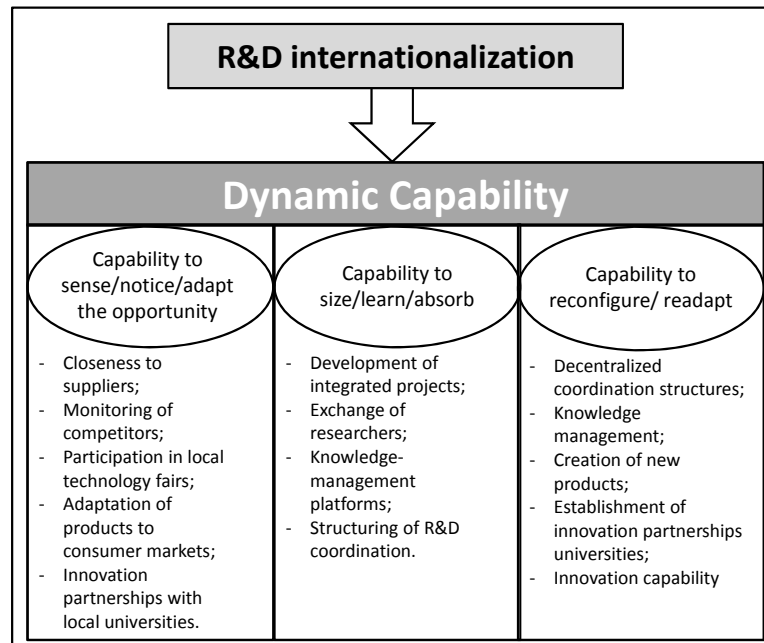 R&D internationalization
Dynamic Capability
Capability to
sense/notice/adapt
the opportunity
- Closeness to
suppliers;
- Monitoring of
competitors;
- Participation in local
technology fairs;
- Adaptation of
products to
consumer markets;
- Innovation
partnerships with
local universities.
Capability to
size/learn/absorb
- Development of
integrated projects;
- Exchange of
researchers;
- Knowledge-
management
platforms;
- Structuring of R&D
coordination.
Capability to
reconfigure/ readapt
- Decentralized
coordination structures;
- Knowledge
management;
- Creation of new
products;
- Establishment of
innovation partnerships
universities;
- Innovation capability